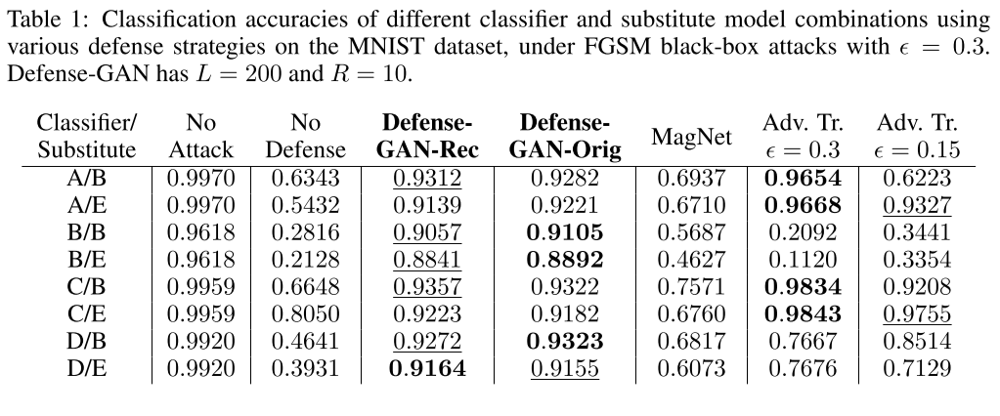 Table 1: Classification accuracies of different classifier and substitute model combinations using
various defense strategies on the MNIST dataset, under FGSM black-box attacks with ϵ = 0.3.
Defense-GAN has L = 200 and R = 10.
Classifier/ No No Defense- Defense- MagNet Adv. Tr. Adv. Tr.
Substitute Attack Defense GAN-Rec GAN-Orig ϵ = 0.3 ϵ = 0.15
A/B 0.9970 0.6343 0.9312 0.9282 0.6937 0.9654 0.6223
A/E 0.9970 0.5432 0.9139 0.9221 0.6710 0.9668 0.9327
B/B 0.9618 0.2816 0.9057 0.9105 0.5687 0.2092 0.3441
B/E 0.9618 0.2128 0.8841 0.8892 0.4627 0.1120 0.3354
C/B 0.9959 0.6648 0.9357 0.9322 0.7571 0.9834 0.9208
C/E 0.9959 0.8050 0.9223 0.9182 0.6760 0.9843 0.9755
D/B 0.9920 0.4641 0.9272 0.9323 0.6817 0.7667 0.8514
D/E 0.9920 0.3931 0.9164 0.9155 0.6073 0.7676 0.7129